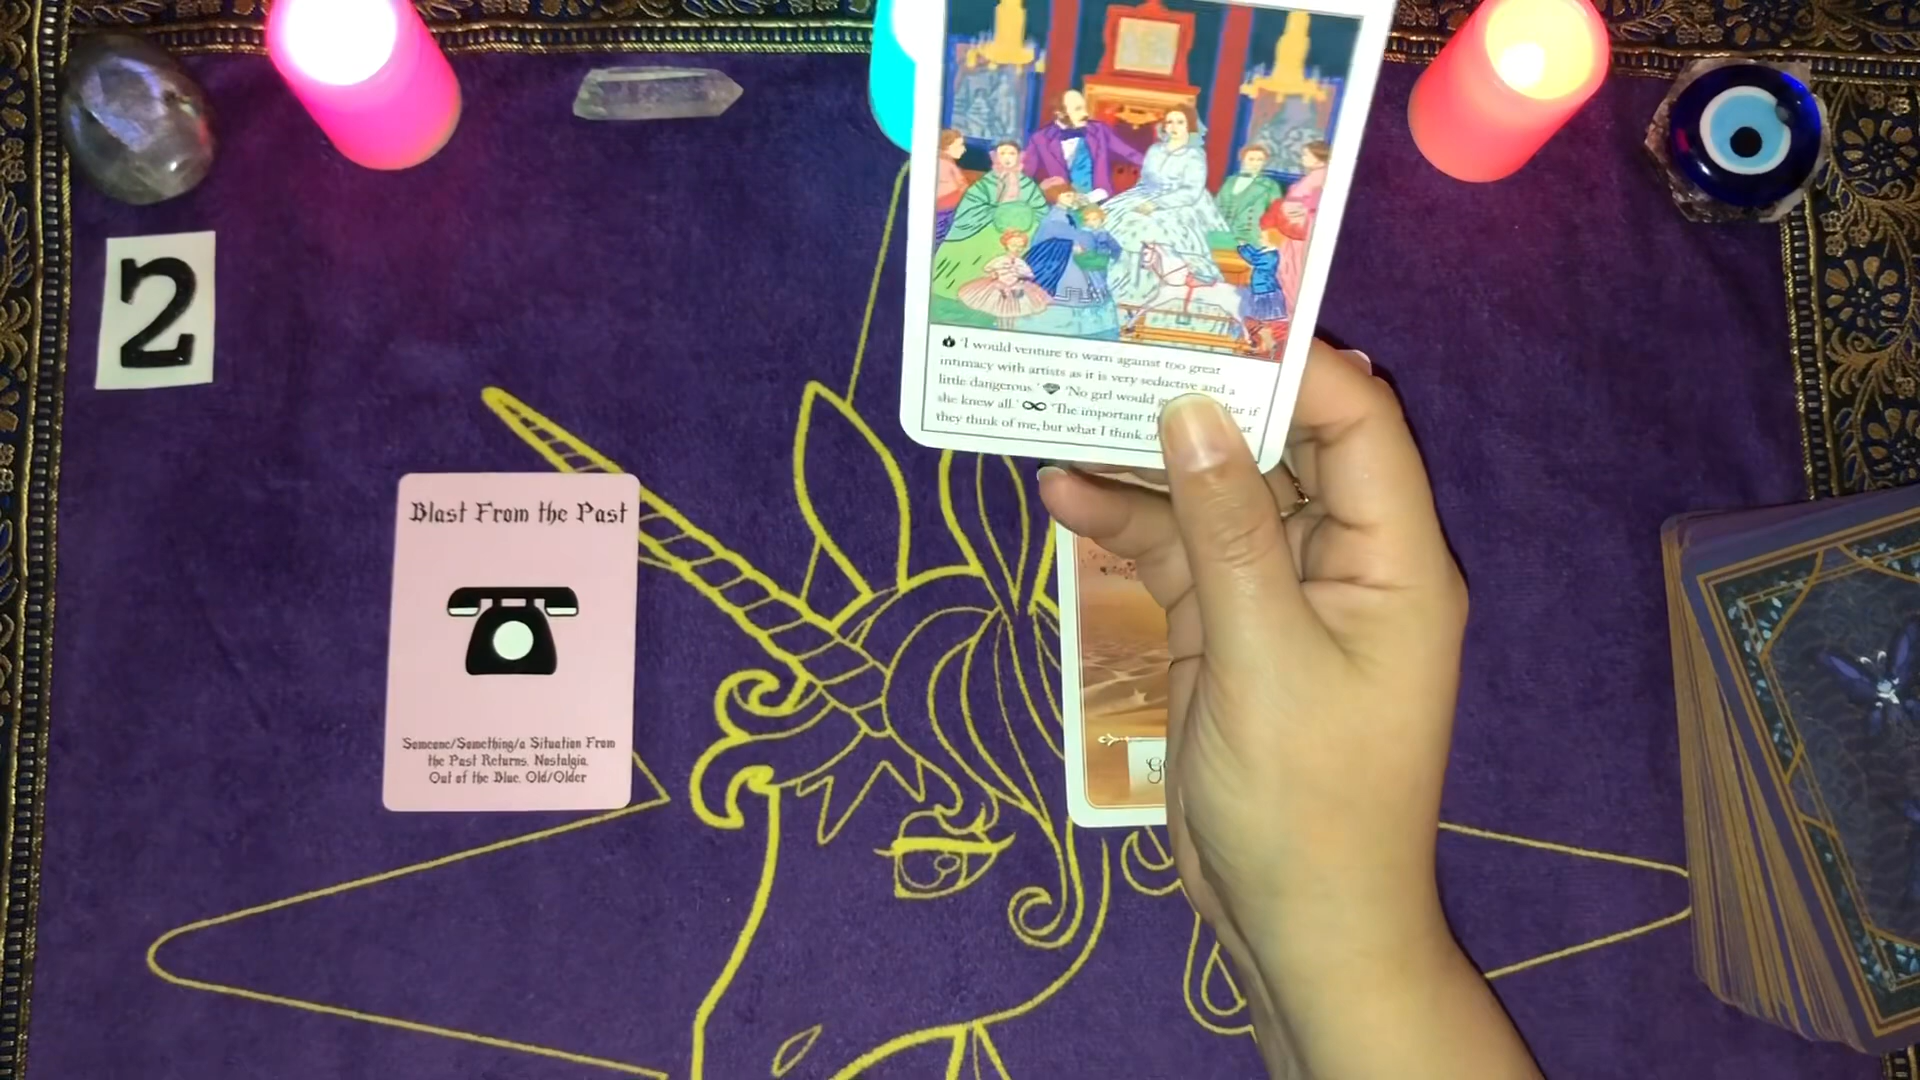 2
'I would venture to warn against too great
intimacy with artists as it is very seductive and a
little dangerous.' 'No girl would if
she knew all.' 'The important
they think of me, but what I think
Blast From the Past
Someone/Something/a Situation From
the Past Returns. Nostalgia.
Out of the Blue. Old/Older